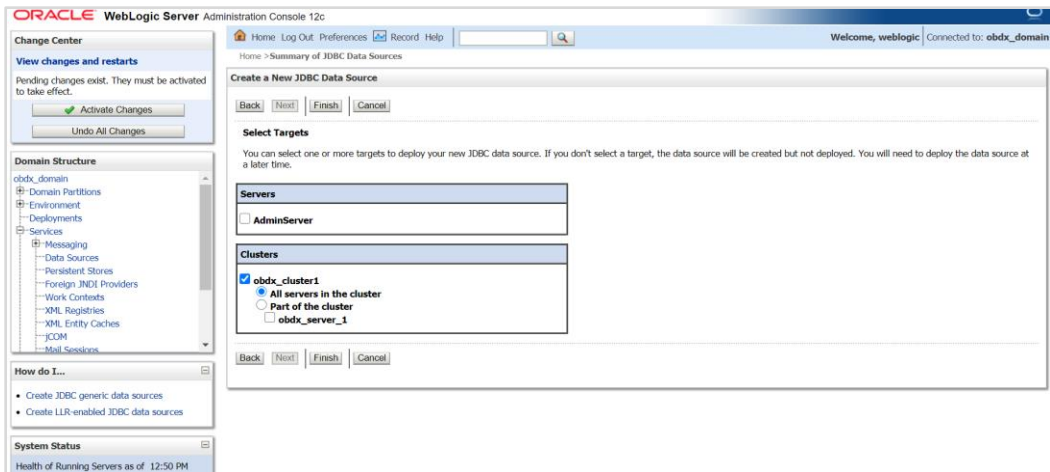 ORACLE WebLogic Server Administration Console 12c
Change Center
View changes and restarts
Pending changes exist. They must be activated
to take effect.
Activate Changes
Undo All Changes
Domain Structure
obdx_domain
Domain Partitions
Environment
Deployments
Services
Messaging
Data Sources
Persistent Stores
Foreign JNDI Providers
Work Contexts
XML Registries
XML Entity Caches
jCOM
Mail Sessions
How do I...
Create JDBC generic data sources
Create LLR-enabled JDBC data sources
System Status
Health of Running Servers as of 12:50 PM
Home Log Out Preferences Record Help
Welcome, weblogic Connected to: obdx_domain
Home >Summary of JDBC Data Sources
Create a New JDBC Data Source
Back Next Finish Cancel
Select Targets
You can select one or more targets to deploy your new JDBC data source. If you don't select a target, the data source will be created but not deployed. You will need to deploy the data source at
a later time.
Servers
AdminServer
Clusters
obdx_cluster1
All servers in the cluster
Part of the cluster
obdx_server_1
Back Next Finish Cancel